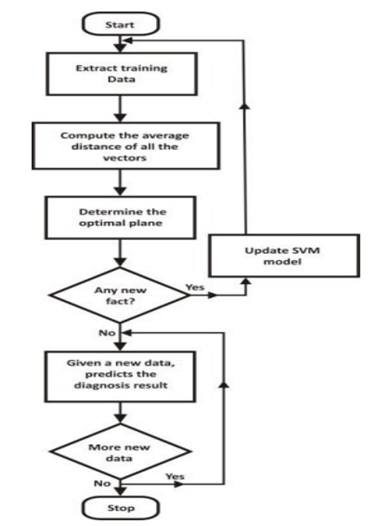 Start
Extract training
Data
Compute the average
distance of all the
vectors
Determine the
optimal plane
Update SVM
model
Any new
fact?
Yes
No
Given a new data,
predicts the
diagnosis result
More new
data
Yes
No
Stop